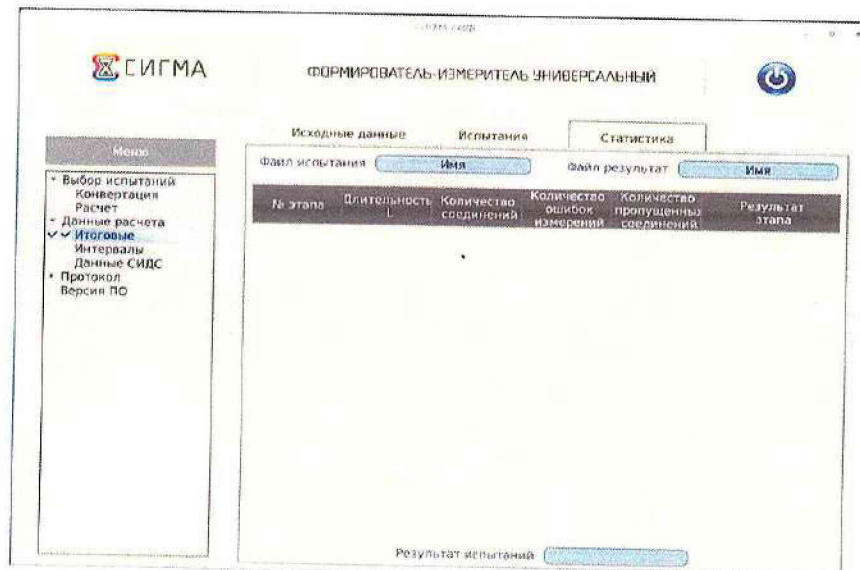 СИГМА
ФОРМИРОВАТЕЛЬ-ИЗМЕРИТЕЛЬ УНИВЕРСАЛЬНЫЙ
Исходные данные Испытания Статистика
Меню
Файл испытания Имя Файл результат Имя
Выбор испытаний
Конвертация
Расчет
Данные расчета
Итоговые
Интервалы
Данные СИДС
Протокол
Версия ПО
№ этапа Длительность L Количество соединений Количество ошибок измерений Количество пропущенных соединений Результат этапа
Результат испытаний